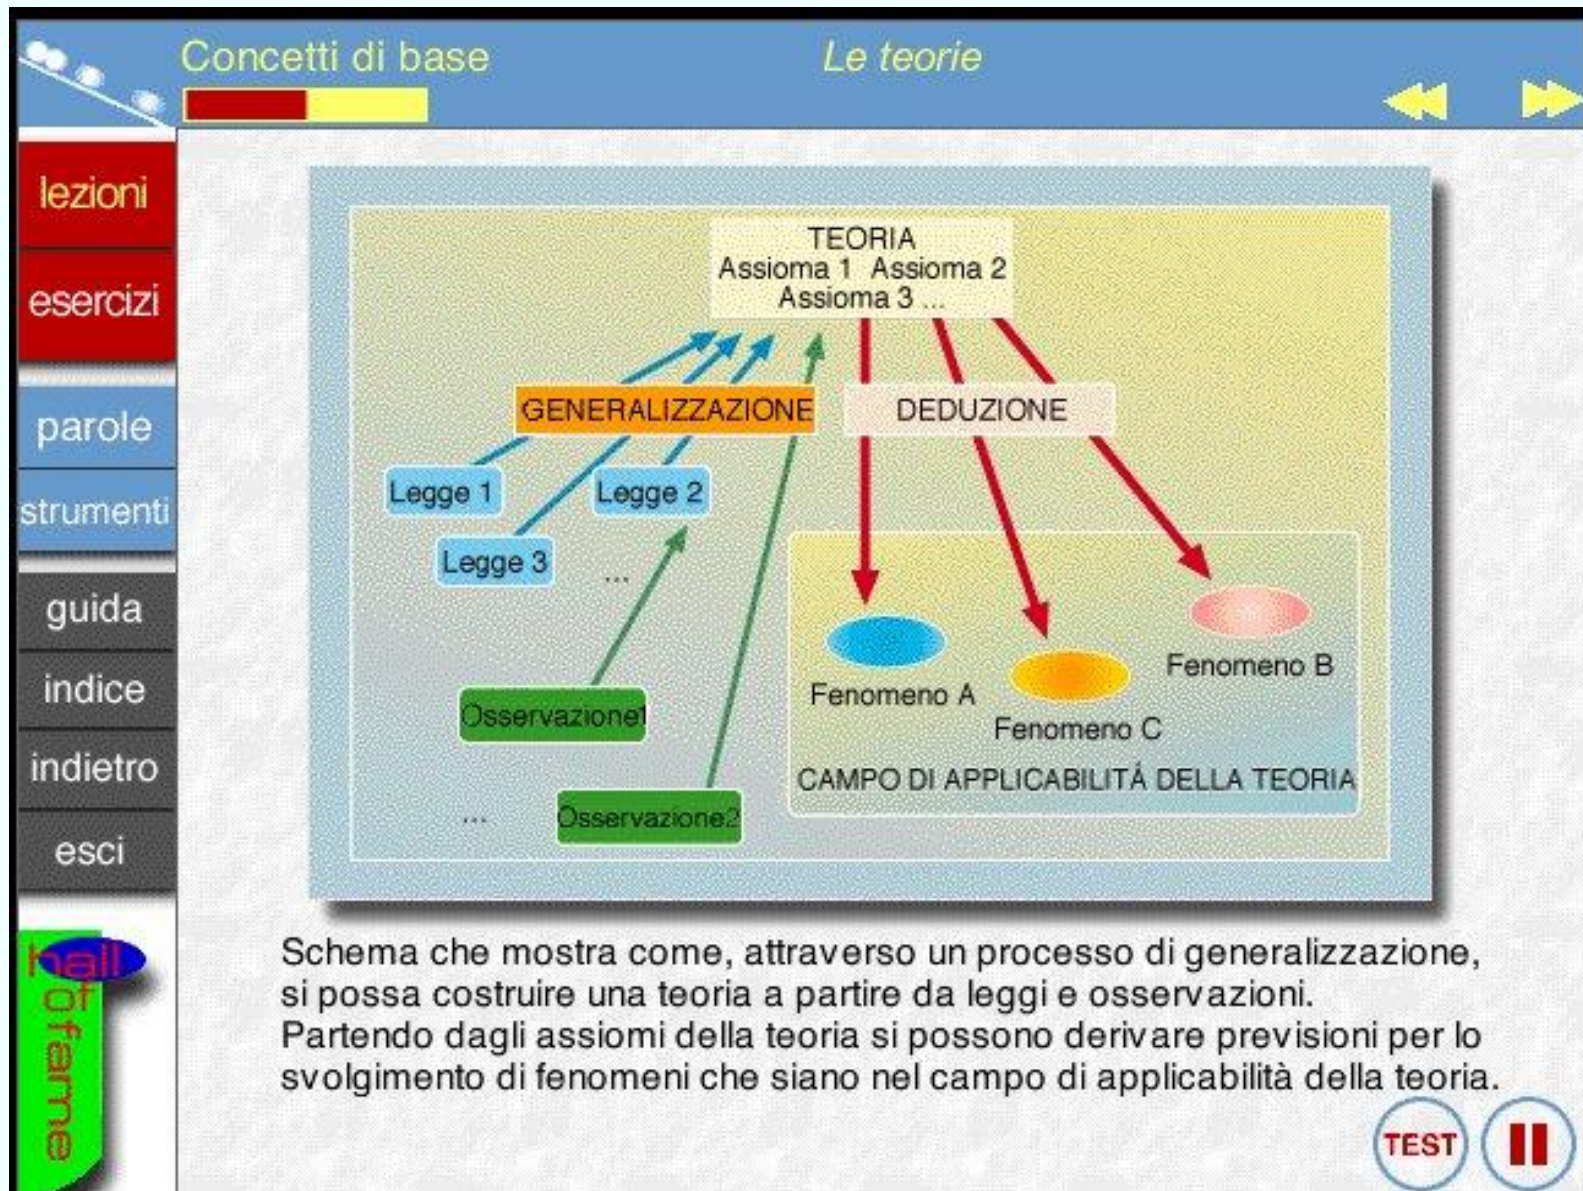 Concetti di base
Le teorie
lezioni
esercizi
parole
strumenti
guida
indice
indietro
esci
hall
of
fame
TEORIA
Assioma 1 Assioma 2
Assioma 3 ...
GENERALIZZAZIONE
DEDUZIONE
Legge 1
Legge 2
Legge 3
...
Osservazione1
...
Osservazione2
Fenomeno A
Fenomeno B
Fenomeno C
CAMPO DI APPLICABILITÁ DELLA TEORIA
Schema che mostra come, attraverso un processo di generalizzazione,
si possa costruire una teoria a partire da leggi e osservazioni.
Partendo dagli assiomi della teoria si possono derivare previsioni per lo
svolgimento di fenomeni che siano nel campo di applicabilità della teoria.
TEST